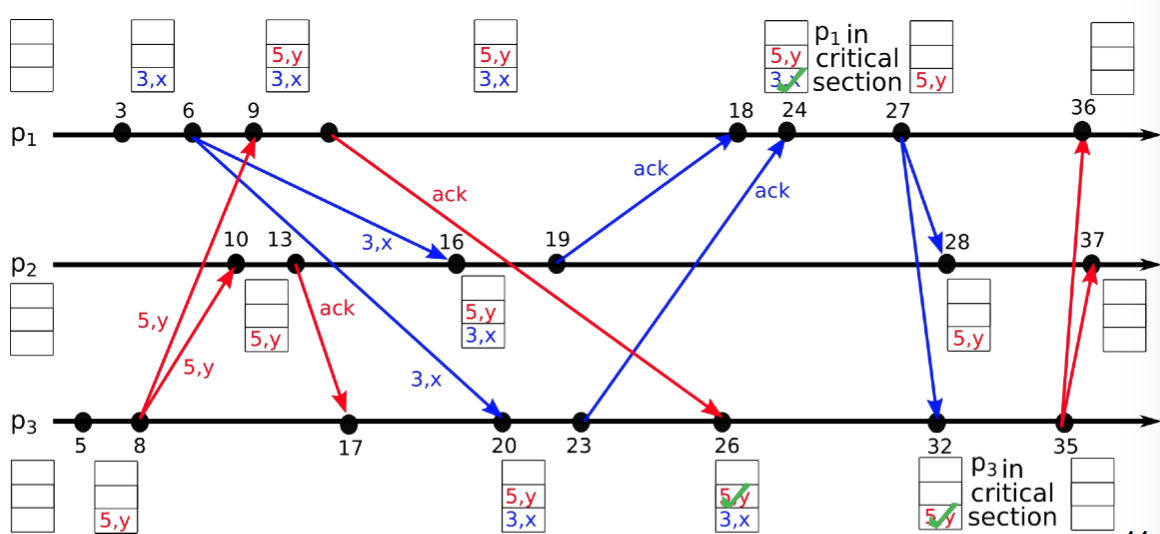 5,y
3,x
5,y
3,x
5,y
3,x
5,y
3,x
p1 in
critical
section
5,y
3 6 9 18 24 27 36
p1
ack
ack
ack
10 13 3,x 16 19 28 37
p2
5,y
ack
5,y
3,x
5,y
5,y
5,y
3,x
p3
5 8 17 20 23 26 32 35
5,y
5,y
3,x
5,y
3,x
p3 in
critical
section
5,y